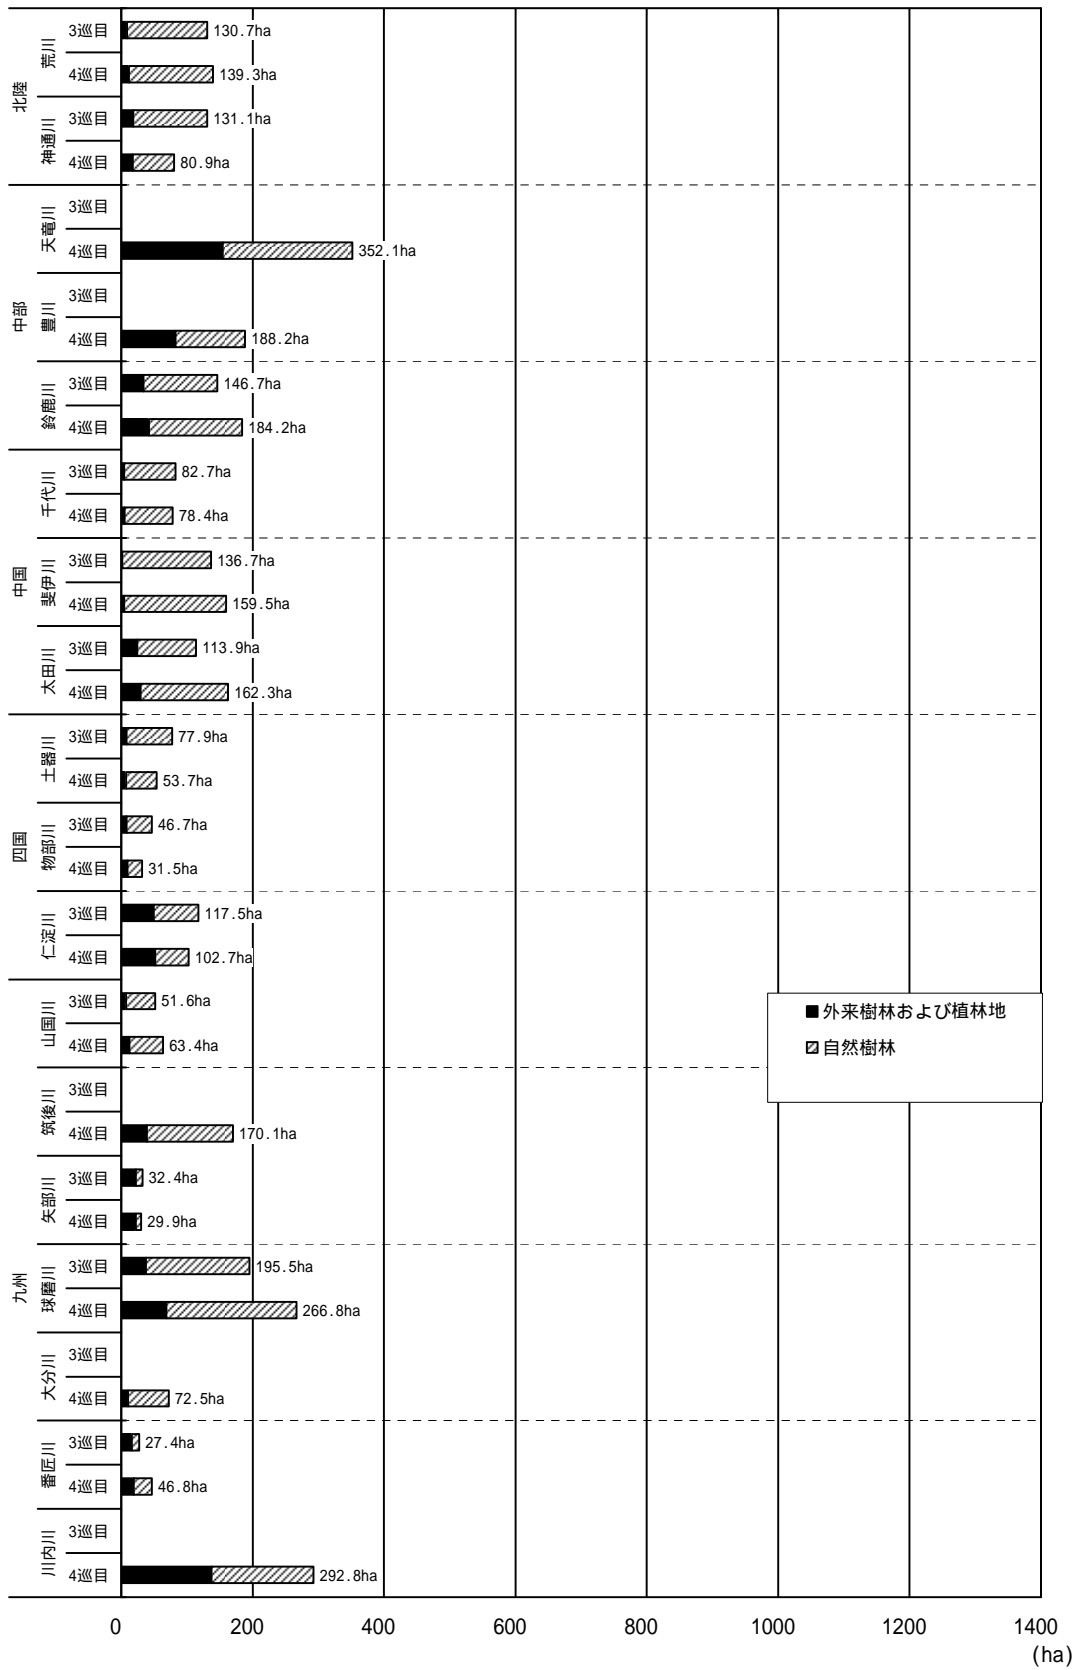 北陸
荒川
3巡目
130.7ha
4巡目
139.3ha
神通川
3巡目
131.1ha
4巡目
80.9ha
中部
天竜川
3巡目
4巡目
352.1ha
豊川
3巡目
4巡目
188.2ha
鈴鹿川
3巡目
146.7ha
4巡目
184.2ha
中国
千代川
3巡目
82.7ha
4巡目
78.4ha
斐伊川
3巡目
136.7ha
4巡目
159.5ha
太田川
3巡目
113.9ha
4巡目
162.3ha
四国
土器川
3巡目
77.9ha
4巡目
53.7ha
物部川
3巡目
46.7ha
4巡目
31.5ha
仁淀川
3巡目
117.5ha
4巡目
102.7ha
九州
山国川
3巡目
51.6ha
4巡目
63.4ha
筑後川
3巡目
4巡目
170.1ha
矢部川
3巡目
32.4ha
4巡目
29.9ha
球磨川
3巡目
195.5ha
4巡目
266.8ha
大分川
3巡目
4巡目
72.5ha
番匠川
3巡目
27.4ha
4巡目
46.8ha
川内川
3巡目
4巡目
292.8ha
外来樹林および植林地
自然樹林
0 200 400 600 800 1000 1200 1400
(ha)